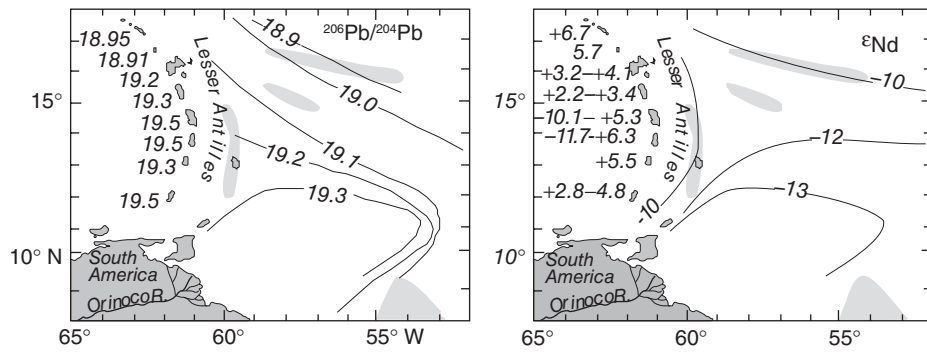 206Pb/204Pb
-18.9
+18.95
18.91
19.2
19.3
19.5
19.5
19.3
19.5
Lesser Antilles
19.0
19.1
19.2
19.3
15°
10° N
South
America
Orinoco R.
65°
60°
55° W
εNd
+6.7
5.7
+3.2–+4.1
+2.2–+3.4
-10.1– +5.3
-11.7-+6.3
+5.5
+2.8–4.8
Lesser Antilles
-10
-12
-13
-10
15°
10°
South
America
Orinoco R.
65°
60°
55°